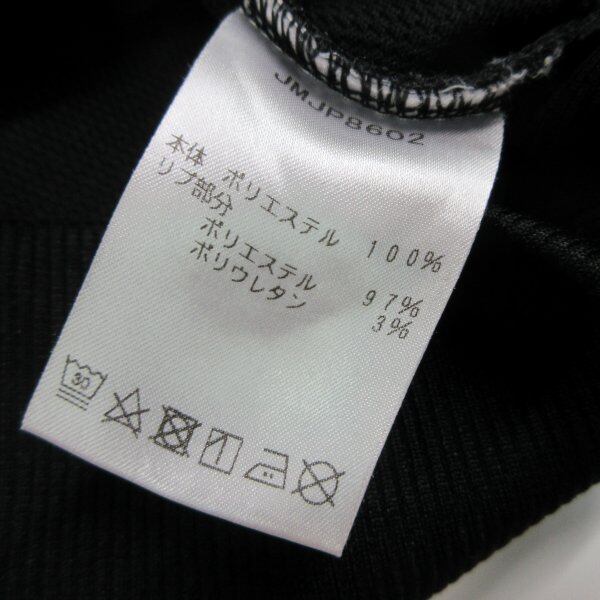 JMJP8602
本体 ポリエステル 100%
リブ部分
ポリエステル 97%
ポリウレタン 3%
30